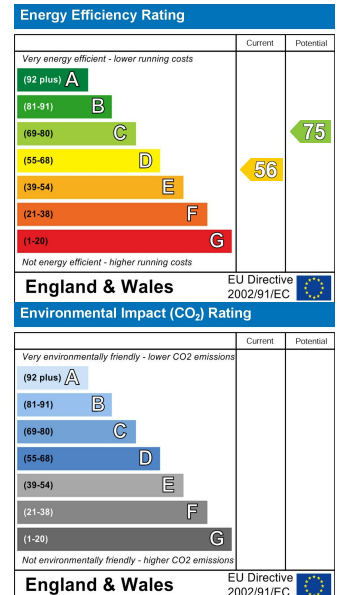 Energy Efficiency Rating
Current Potential
Very energy efficient - lower running costs
(92 plus) A
(81-91) B
(69-80) C
75
(55-68) D
56
(39-54) E
(21-38) F
(1-20) G
Not energy efficient - higher running costs
England & Wales
EU Directive
2002/91/EC
Environmental Impact (CO₂) Rating
Current Potential
Very environmentally friendly - lower CO2 emissions
(92 plus) A
(81-91) B
(69-80) C
(55-68) D
(39-54) E
(21-38) F
(1-20) G
Not environmentally friendly - higher CO2 emissions
England & Wales
EU Directive
2002/91/EC